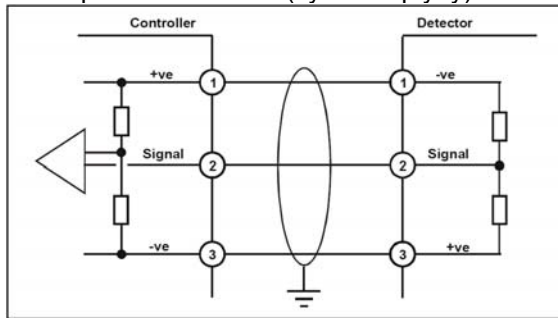 Controller Detector
+ve 1 1 -ve
Signal 2 2 Signal
-ve 3 3 +ve